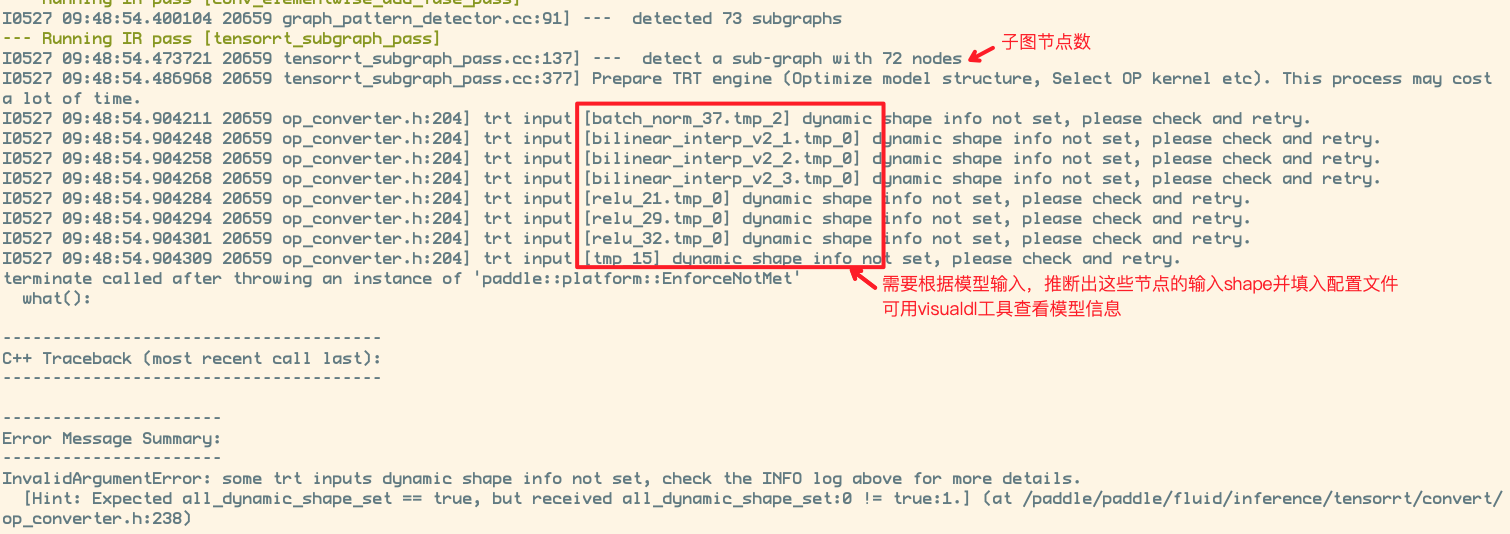 --- Running IR pass [conv_elementwise_add_fuse_pass]
I0527 09:48:54.400104 20659 graph_pattern_detector.cc:91] ---  detected 73 subgraphs
--- Running IR pass [tensorrt_subgraph_pass]
I0527 09:48:54.473721 20659 tensorrt_subgraph_pass.cc:137] ---  detect a sub-graph with 72 nodes
子图节点数
I0527 09:48:54.486968 20659 tensorrt_subgraph_pass.cc:377] Prepare TRT engine (Optimize model structure, Select OP kernel etc). This process may cost
a lot of time.
I0527 09:48:54.904211 20659 op_converter.h:204] trt input [batch_norm_37.tmp_2] dynamic shape info not set, please check and retry.
I0527 09:48:54.904248 20659 op_converter.h:204] trt input [bilinear_interp_v2_1.tmp_0] dynamic shape info not set, please check and retry.
I0527 09:48:54.904258 20659 op_converter.h:204] trt input [bilinear_interp_v2_2.tmp_0] dynamic shape info not set, please check and retry.
I0527 09:48:54.904268 20659 op_converter.h:204] trt input [bilinear_interp_v2_3.tmp_0] dynamic shape info not set, please check and retry.
I0527 09:48:54.904284 20659 op_converter.h:204] trt input [relu_21.tmp_0] dynamic shape info not set, please check and retry.
I0527 09:48:54.904294 20659 op_converter.h:204] trt input [relu_29.tmp_0] dynamic shape info not set, please check and retry.
I0527 09:48:54.904301 20659 op_converter.h:204] trt input [relu_32.tmp_0] dynamic shape info not set, please check and retry.
I0527 09:48:54.904309 20659 op_converter.h:204] trt input [tmp_15] dynamic shape info not set, please check and retry.
terminate called after throwing an instance of 'paddle::platform::EnforceNotMet'
需要根据模型输入，推断出这些节点的输入shape并填入配置文件
what():
可用visualdl工具查看模型信息
--------------------------------------
C++ Traceback (most recent call last):
--------------------------------------
----------------------
Error Message Summary:
----------------------
InvalidArgumentError: some trt inputs dynamic shape info not set, check the INFO log above for more details.
[Hint: Expected all_dynamic_shape_set == true, but received all_dynamic_shape_set:0 != true:1.] (at /paddle/paddle/fluid/inference/tensorrt/convert/
op_converter.h:238)